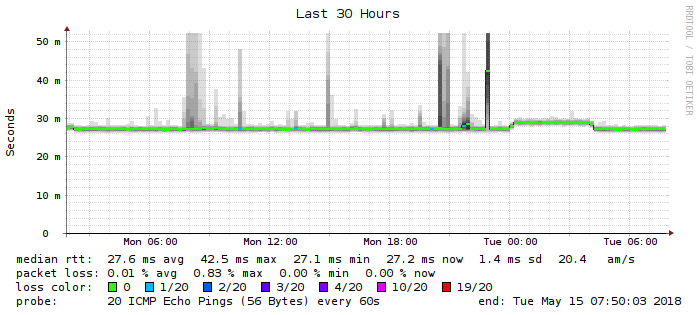 Last 30 Hours
RRDTOOL / TOBI OETIKER
Seconds
50 m
40 m
30 m
20 m
10 m
0
Mon 06:00 Mon 12:00 Mon 18:00 Tue 00:00 Tue 06:00
median rtt: 27.6 ms avg 42.5 ms max 27.1 ms min 27.2 ms now 1.4 ms sd 20.4 am/s
packet loss: 0.01 % avg 0.83 % max 0.00 % min 0.00 % now
loss color: 0 1/20 2/20 3/20 4/20 10/20 19/20
probe: 20 ICMP Echo Pings (56 Bytes) every 60s end: Tue May 15 07:50:03 2018